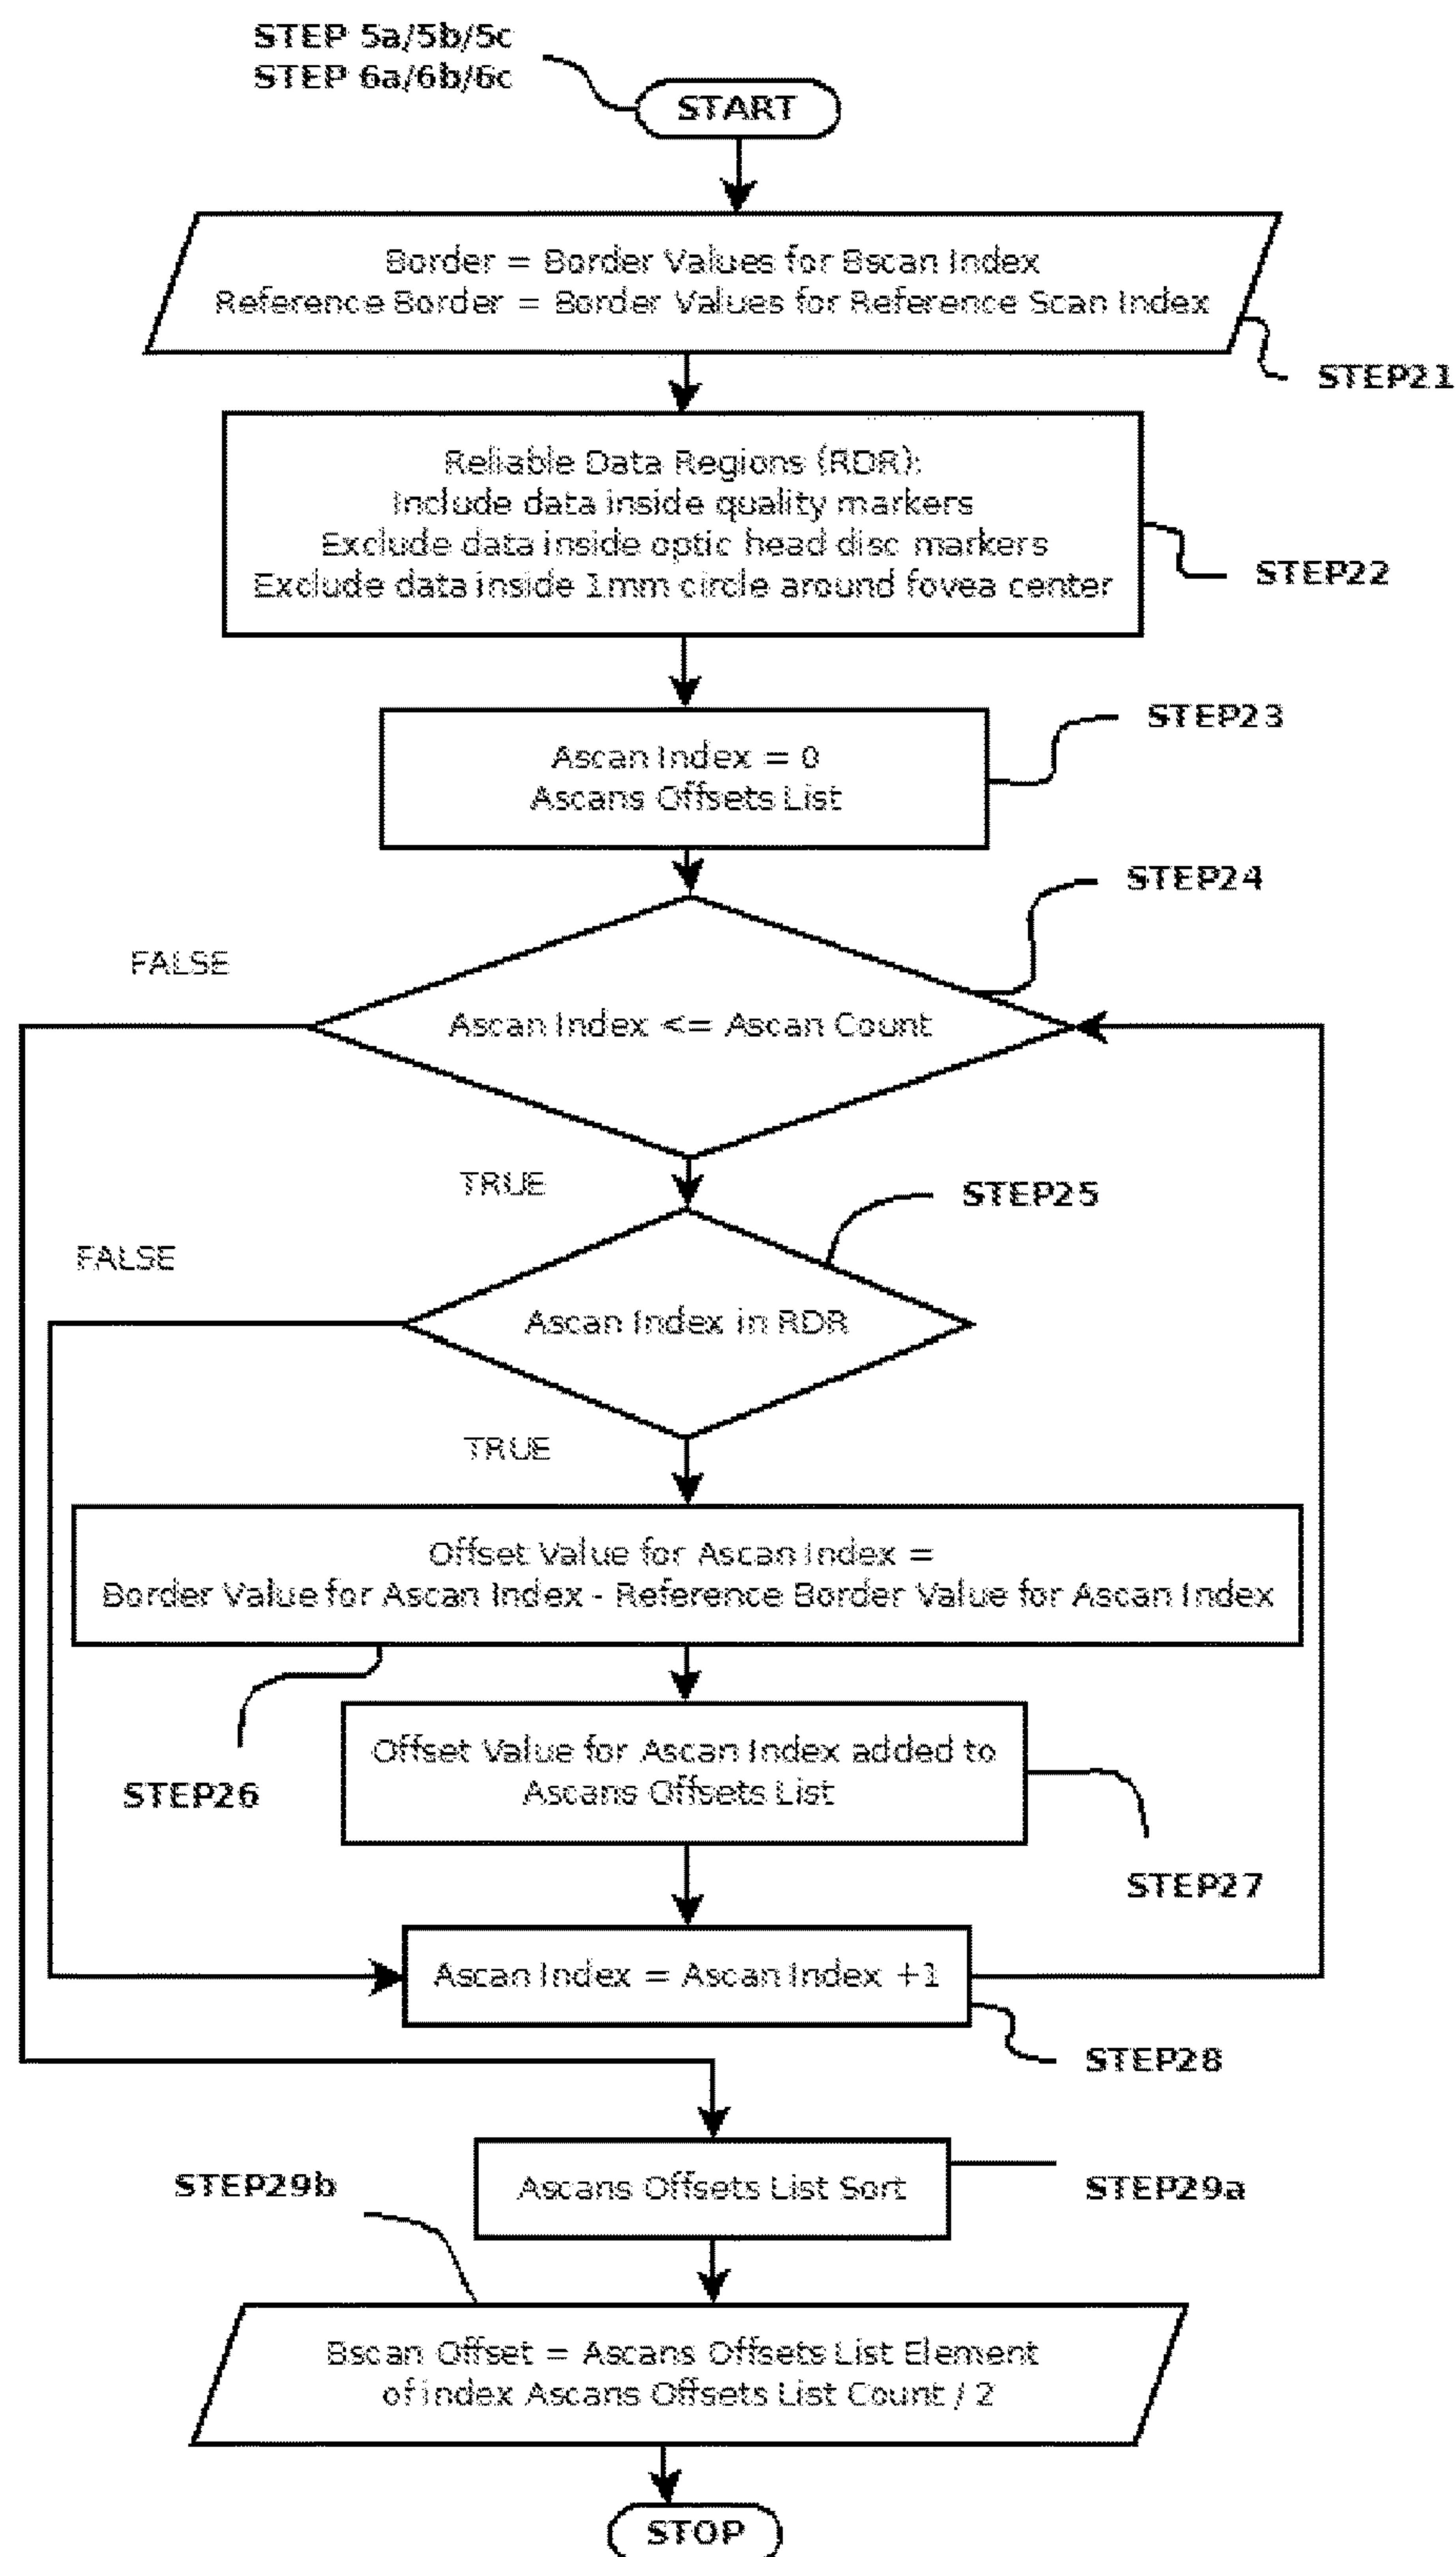 STEP 5a/5b/5c
STEP 6a/6b/6c
START
Border = Border Values for Bscan Index
Reference Border = Border Values for Reference Scan Index
STEP21
Reliable Data Regions (RDR):
Include data inside quality markers
Exclude data inside optic head disc markers
Exclude data inside 1mm circle around fovea center
STEP22
STEP23
Ascan Index = 0
Ascans Offsets List
STEP24
FALSE
Ascan Index <= Ascan Count
TRUE
STEP25
FALSE
Ascan Index in RDR
TRUE
Offset Value for Ascan Index =
Border Value for Ascan Index - Reference Border Value for Ascan Index
STEP26
Offset Value for Ascan Index added to
Ascans Offsets List
STEP27
Ascan Index = Ascan Index +1
STEP28
STEP29b
Ascans Offsets List Sort
STEP29a
Bscan Offset = Ascans Offsets List Element
of index Ascans Offsets List Count / 2
STOP